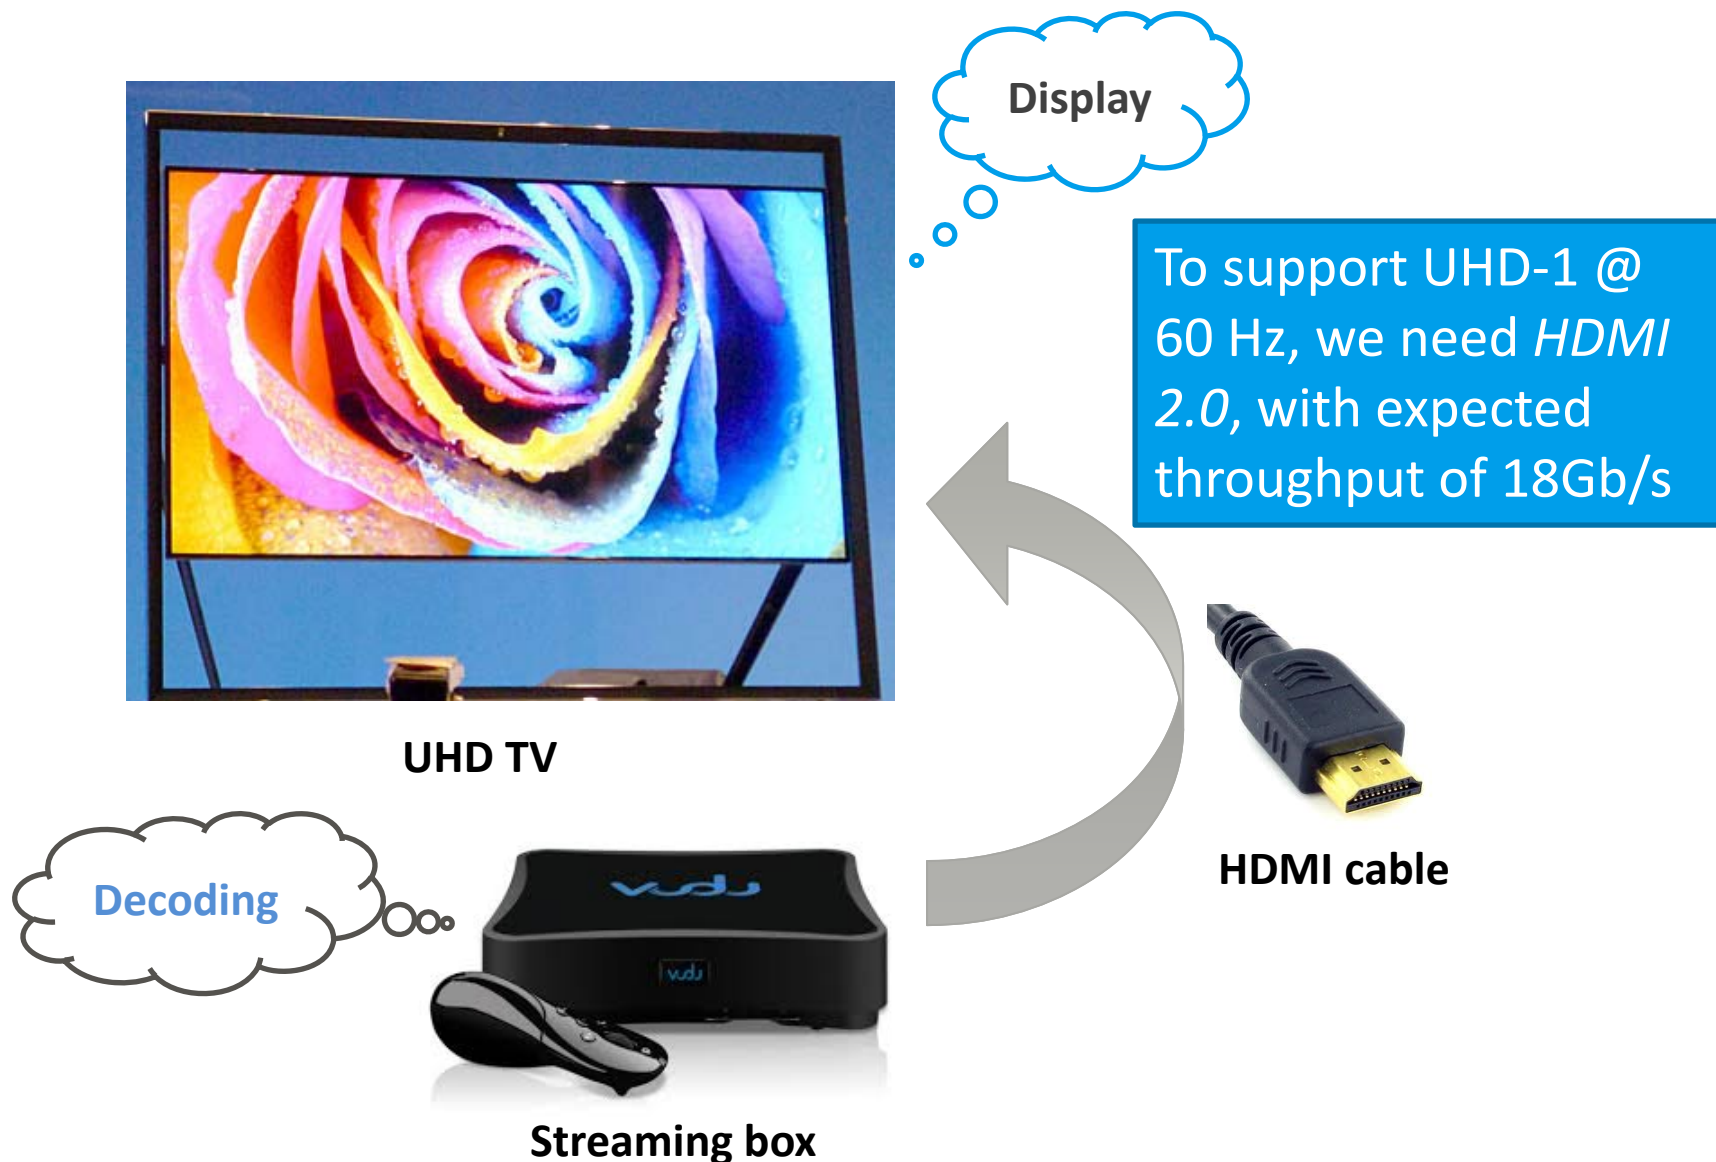 Display
To support UHD-1 @
60 Hz, we need HDMI
2.0, with expected
throughput of 18Gb/s
UHD TV
HDMI cable
Decoding
vudu
vudu
Streaming box